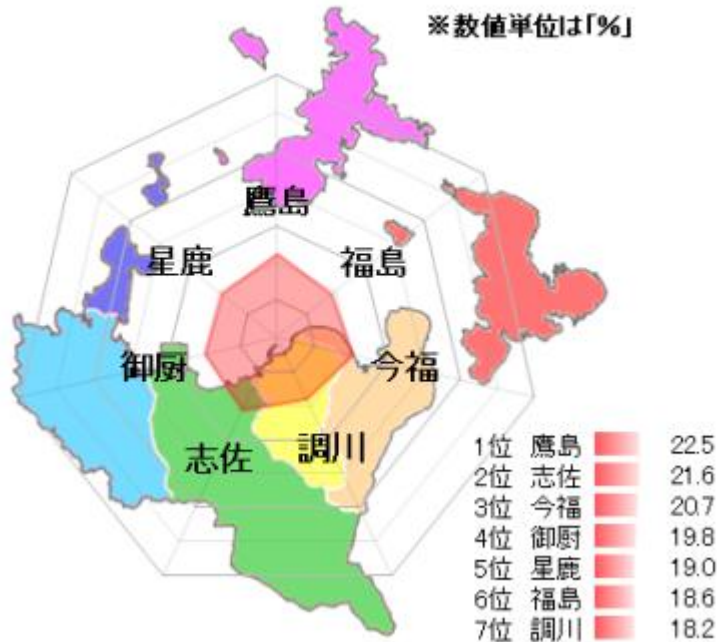 ※数値単位は「%」
鷹島
星鹿
福島
御厨
今福
志佐
調川
1位 鷹島 22.5
2位 志佐 21.6
3位 今福 20.7
4位 御厨 19.8
5位 星鹿 19.0
6位 福島 18.6
7位 調川 18.2